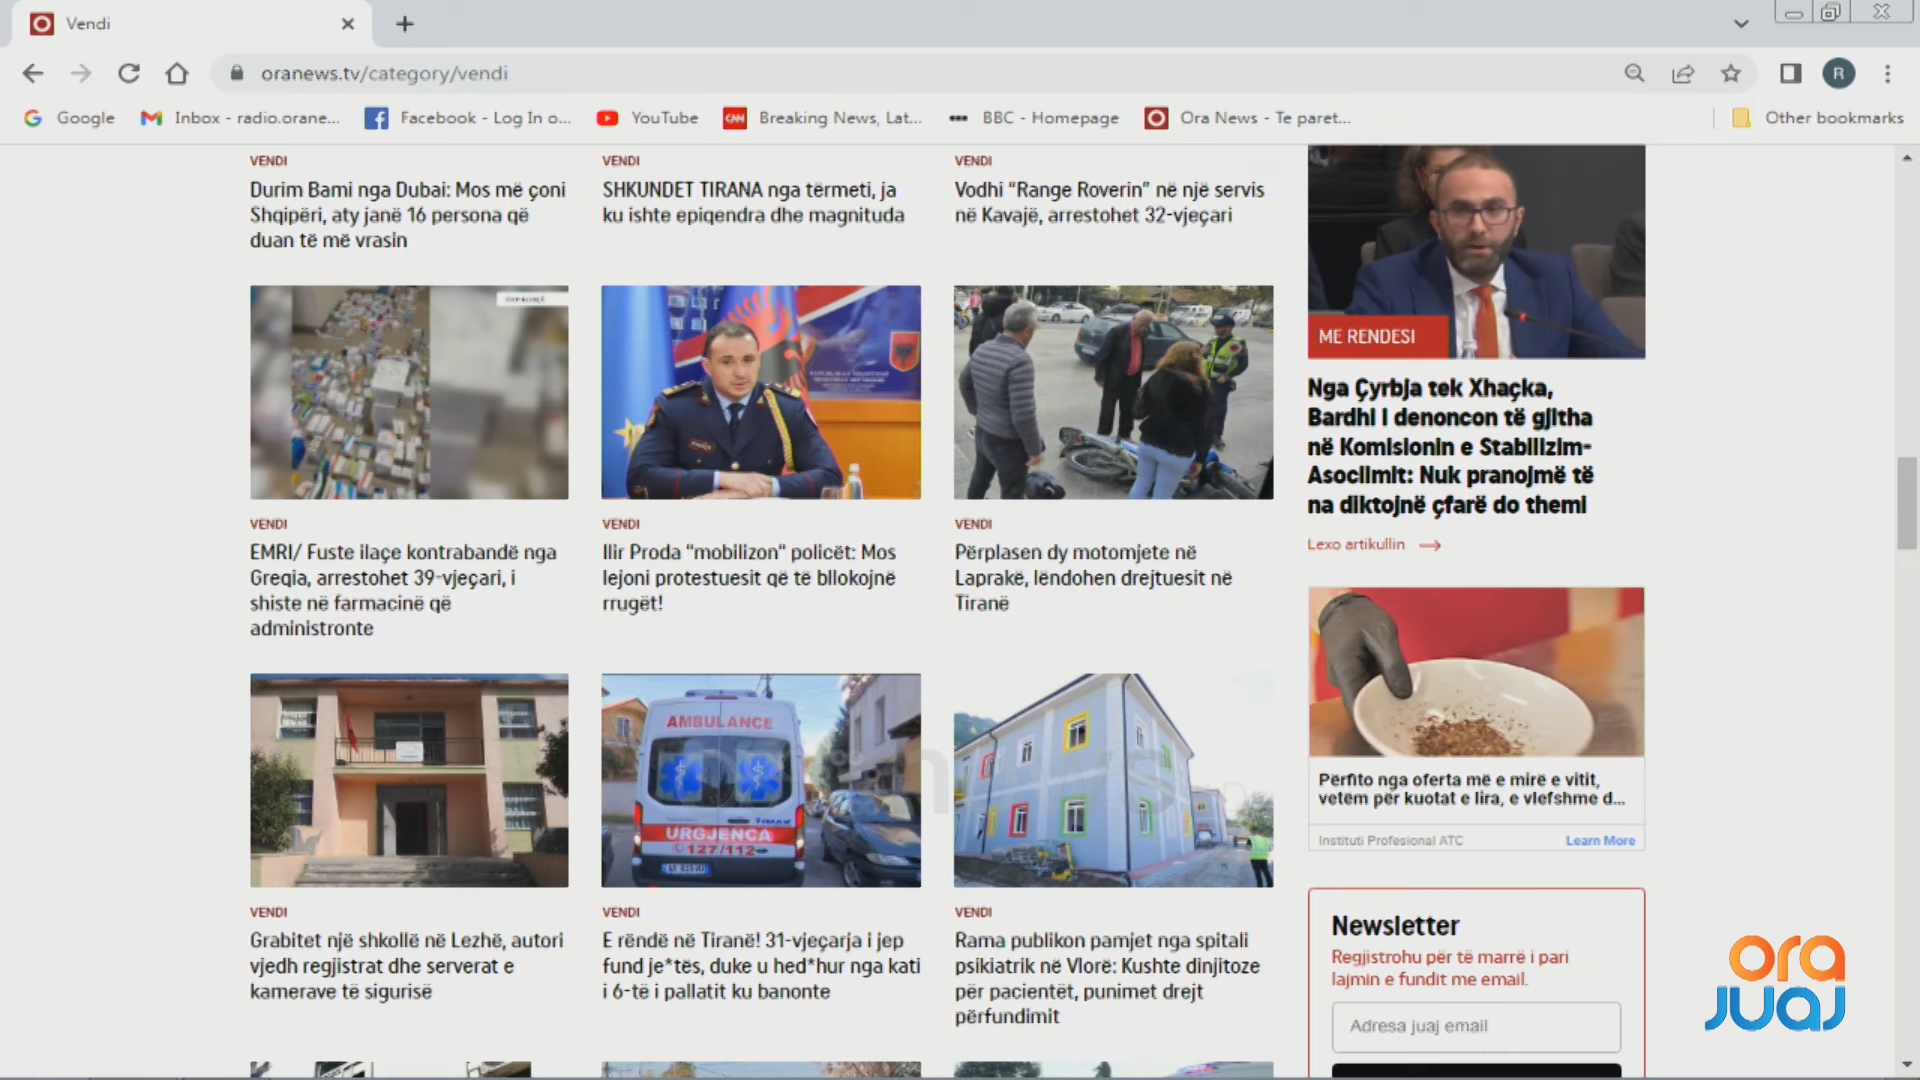 Vendi
oranews.tv/category/vendi
R
Google
Inbox - radio.orane...
Facebook - Log In o...
YouTube
CNN
Breaking News, Lat...
BBC - Homepage
Ora News - Te paret...
Other bookmarks
VENDI
Durim Bami nga Dubai: Mos më çoni
Shqipëri, aty janë 16 persona që
duan të më vrasin
VENDI
SHKUNDET TIRANA nga tërmeti, ja
ku ishte epiqendra dhe magnituda
VENDI
Vodhi "Range Roverin" në një servis
në Kavajë, arrestohet 32-vjeçari
VENDI
EMRI/ Fuste ilaçe kontrabandë nga
Greqia, arrestohet 39-vjeçari, i
shiste në farmacinë që
administronte
VENDI
Ilir Proda "mobilizon" policët: Mos
lejoni protestuesit që të bllokojnë
rrugët!
VENDI
Përplasen dy motomjete në
Laprakë, lëndohen drejtuesit në
Tiranë
AMBULANCE
URGJENCA
127/112
VENDI
Grabitet një shkollë në Lezhë, autori
vjedh regjistrat dhe serverat e
kamerave të sigurisë
VENDI
E rëndë në Tiranë! 31-vjeçarja i jep
fund je*tës, duke u hed*hur nga kati
i 6-të i pallatit ku banonte
VENDI
Rama publikon pamjet nga spitali
psikiatrik në Vlorë: Kushte dinjitoze
për pacientët, punimet drejt
përfundimit
ME RENDESI
Nga Çyrbja tek Xhaçka,
Bardhi i denoncon të gjitha
në Komisionin e Stabilizim-
Asociimit: Nuk pranojmë të
na diktojnë çfarë do themi
Lexo artikullin
Përfito nga oferta më e mirë e vitit,
vetëm për kuotat e lira, e vlefshme d...
Instituti Profesional ATC
Learn More
Newsletter
Regjistrohu për të marrë i pari
lajmin e fundit me email.
Adresa juaj email
ora
JUAJ